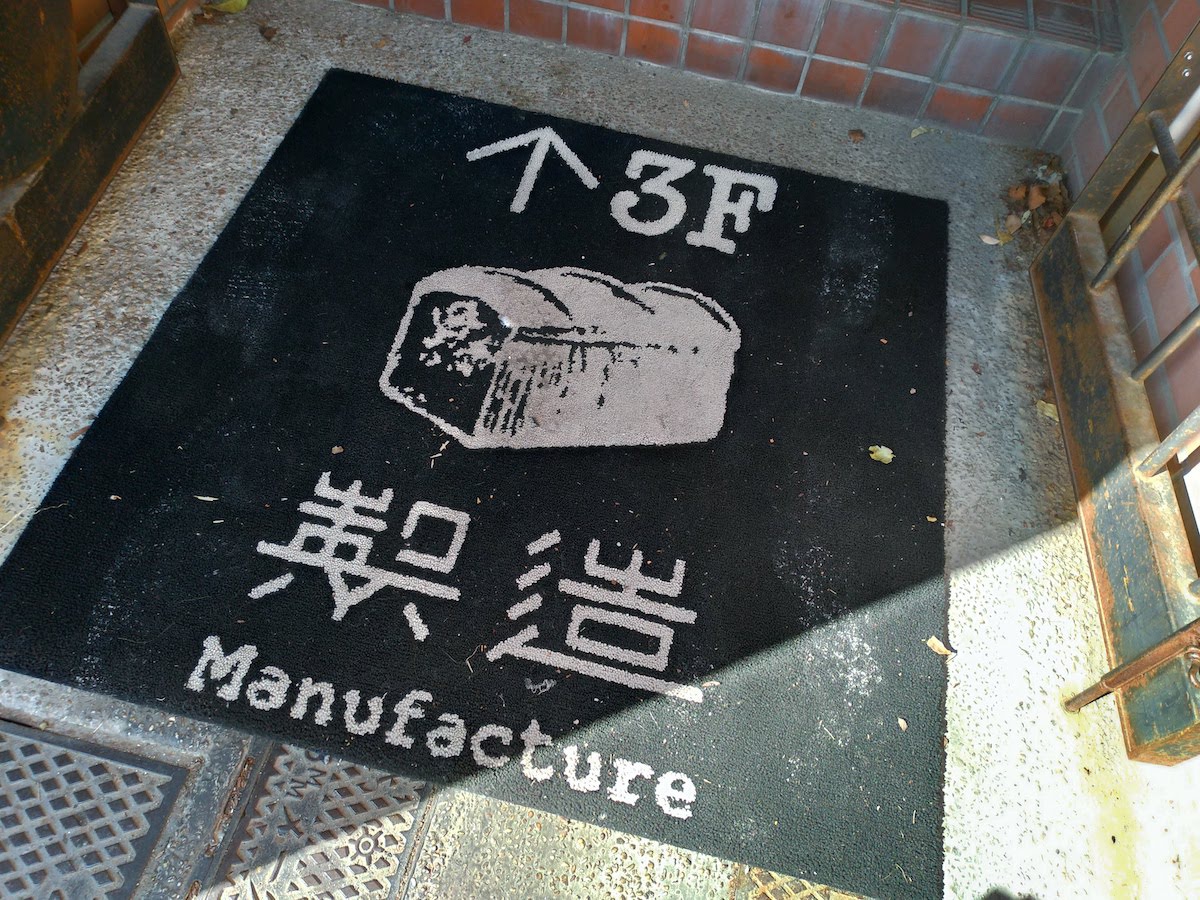 ↑3F
製造
Manufacture